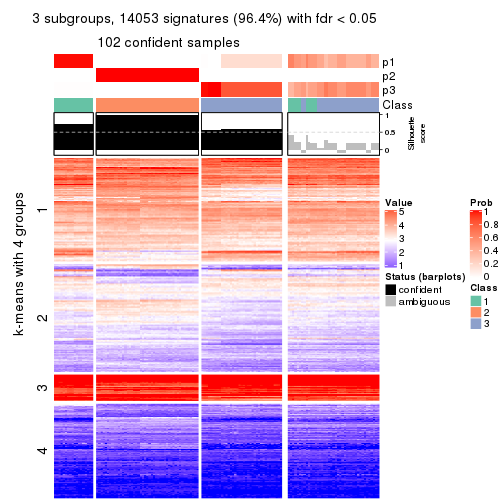 3 subgroups, 14053 signatures (96.4%) with fdr < 0.05
102 confident samples
p1
p2
p3
Class
1
0.5
0
Silhouette
score
k-means with 4 groups
1
2
3
4
Value
5
4
3
2
1
Status (barplots)
confident
ambiguous
Prob
1
0.8
0.6
0.4
0.2
0
Class
1
2
3